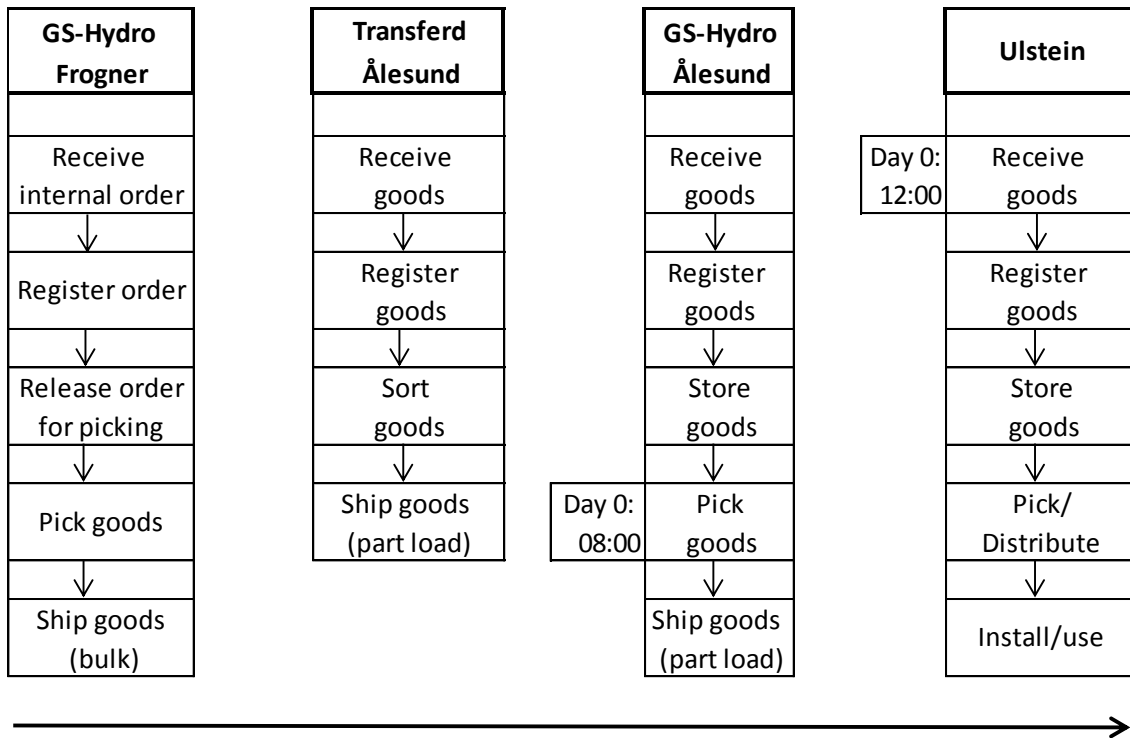 GS-Hydro
Frogner
Receive
internal order
Register order
Release order
for picking
Pick goods
Ship goods
(bulk)
Transferd
Ålesund
Receive
goods
Register
goods
Sort
goods
Ship goods
(part load)
GS-Hydro
Ålesund
Receive
goods
Register
goods
Store
goods
Day 0:
08:00
Pick
goods
Ship goods
(part load)
Ulstein
Day 0:
12:00
Receive
goods
Register
goods
Store
goods
Pick/
Distribute
Install/use